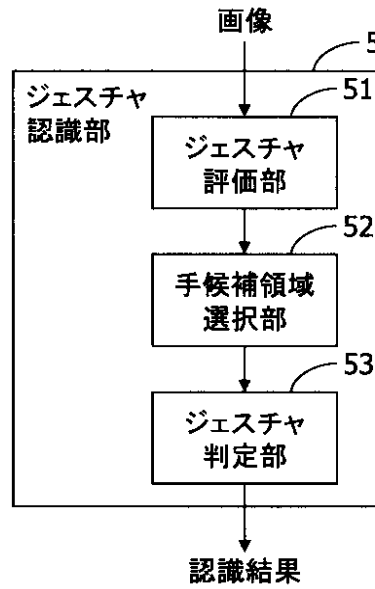 画像
5
ジェスチャ
認識部
51
ジェスチャ
評価部
52
手候補領域
選択部
53
ジェスチャ
判定部
認識結果